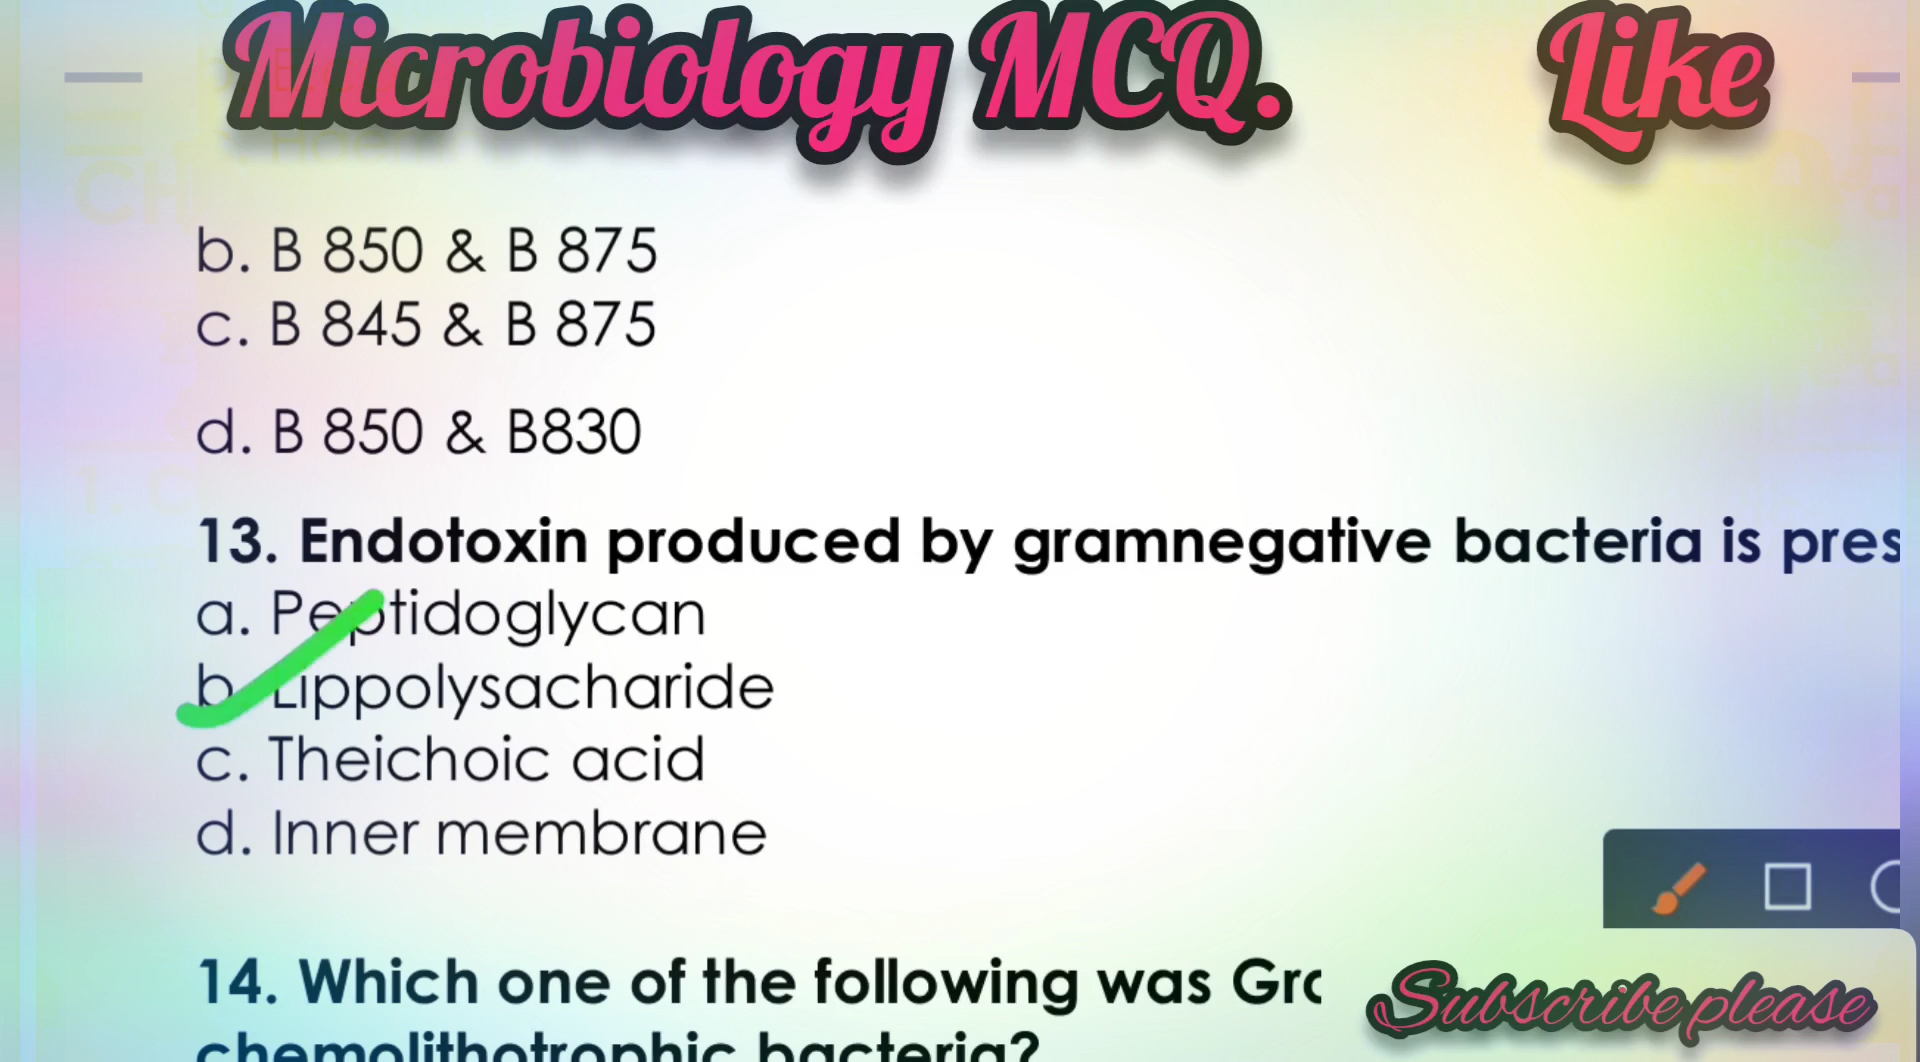 Microbiology MCQ. Like
b. B 850 & B 875
c. B 845 & B 875
d. B 850 & B830
13. Endotoxin produced by gramnegative bacteria is pres
a. Peptidoglycan
b. Lippolysacharide
c. Theichoic acid
d. Inner membrane
14. Which one of the following was Gra
chemolithotrophic bacteria?
Subscribe please